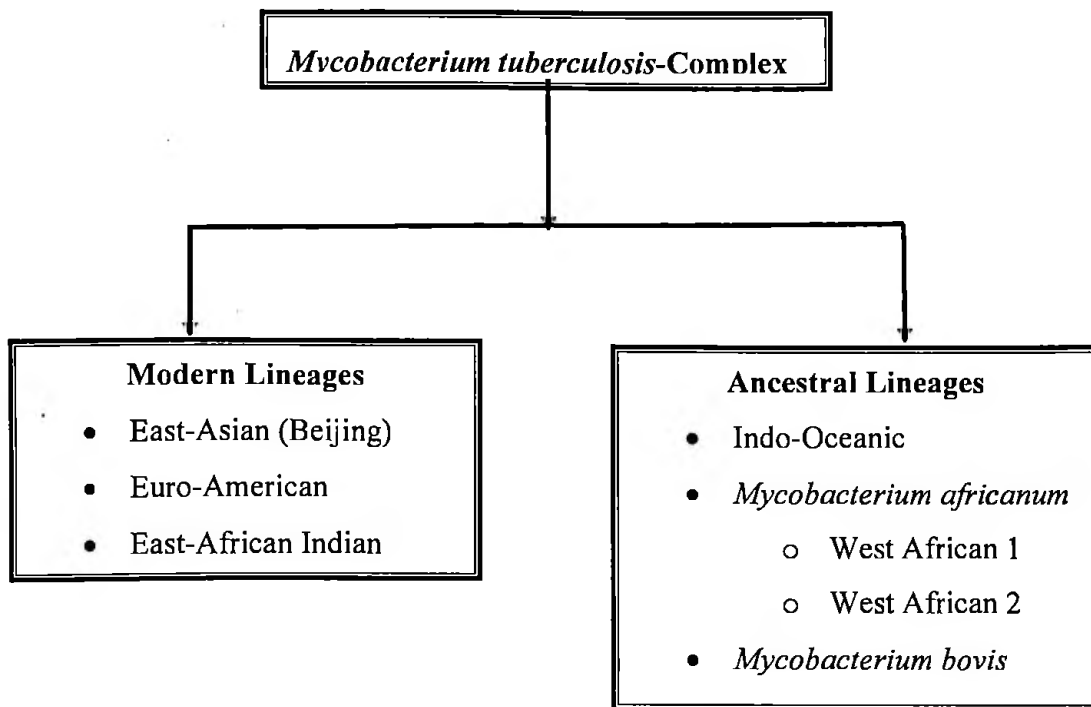 Mycobacterium tuberculosis-Complex
Modern Lineages
• East-Asian (Beijing)
• Euro-American
• East-African Indian
Ancestral Lineages
• Indo-Oceanic
• Mycobacterium africanum
o West African 1
o West African 2
• Mycobacterium bovis